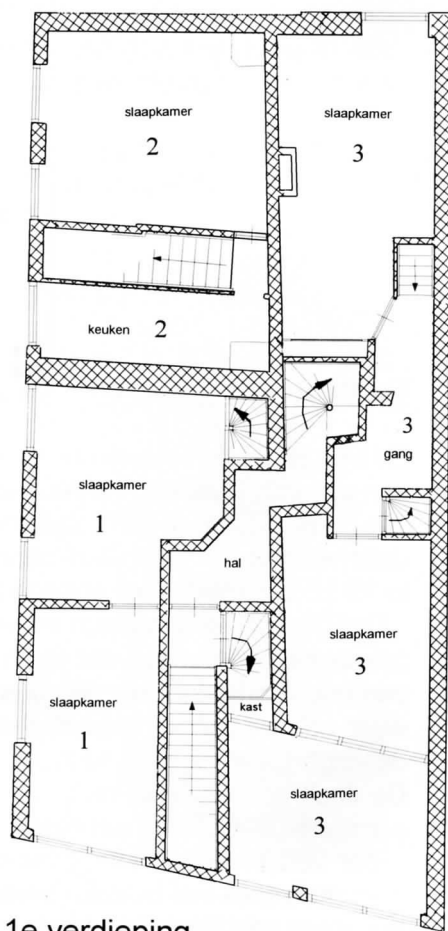 slaapkamer
2
slaapkamer
3
keuken 2
slaapkamer
1
3
gang
hal
slaapkamer
3
slaapkamer
1
kast
slaapkamer
3
1e verdieping